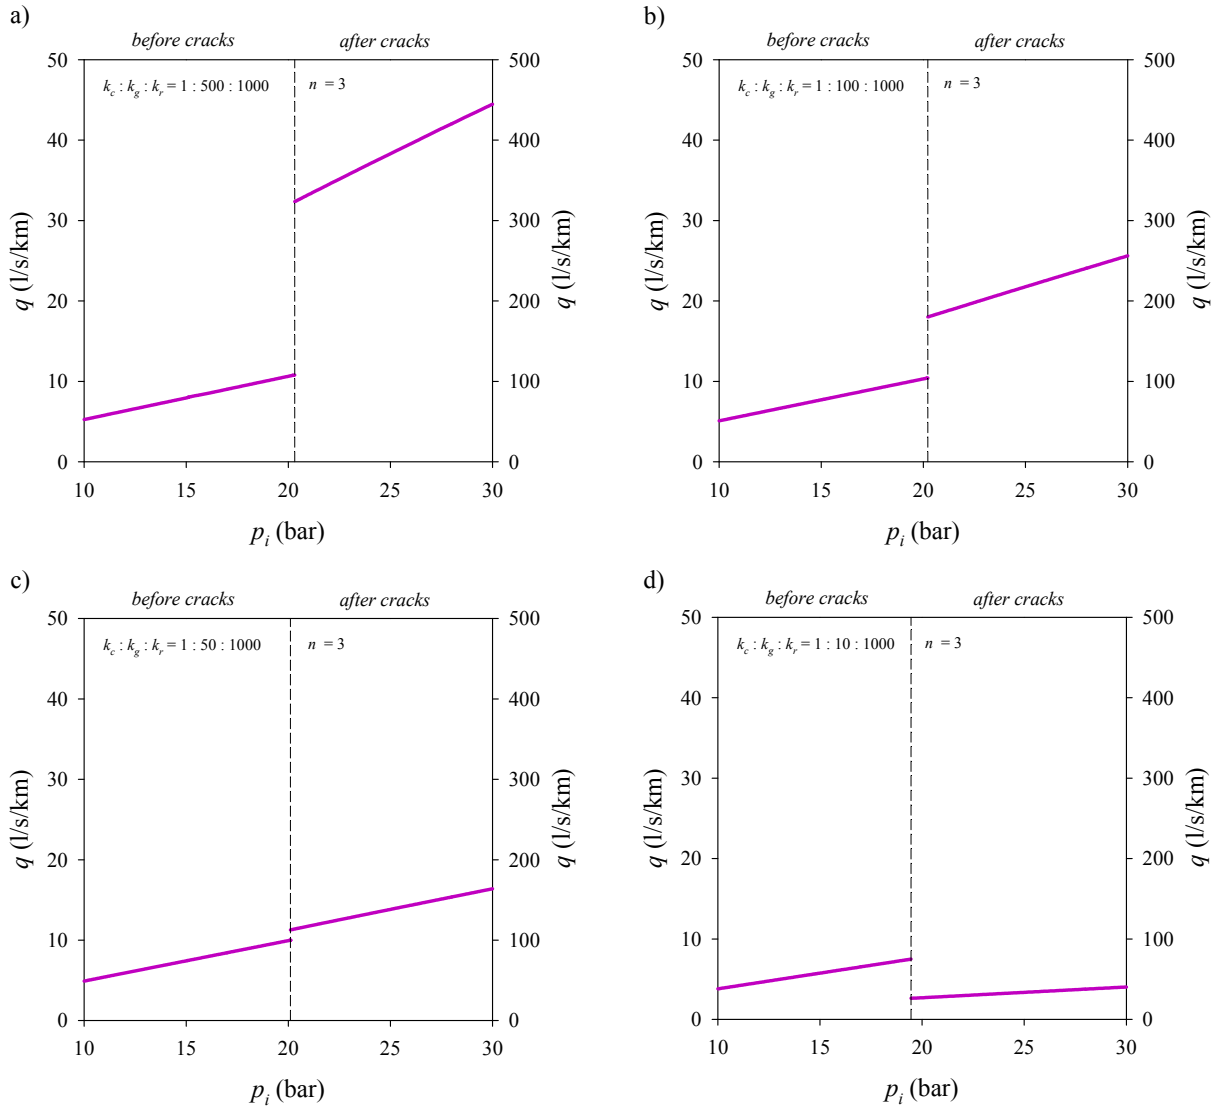 a)
before cracks after cracks
k_c : k_g : k_r = 1 : 500 : 1000 n = 3
50 500
40 400
30 300
20 200
10 100
0 0
q (l/s/km) q (l/s/km)
10 15 20 25 30
p_i (bar)
b)
before cracks after cracks
k_c : k_g : k_r = 1 : 100 : 1000 n = 3
50 500
40 400
30 300
20 200
10 100
0 0
q (l/s/km) q (l/s/km)
10 15 20 25 30
p_i (bar)
c)
before cracks after cracks
k_c : k_g : k_r = 1 : 50 : 1000 n = 3
50 500
40 400
30 300
20 200
10 100
0 0
q (l/s/km) q (l/s/km)
10 15 20 25 30
p_i (bar)
d)
before cracks after cracks
k_c : k_g : k_r = 1 : 10 : 1000 n = 3
50 500
40 400
30 300
20 200
10 100
0 0
q (l/s/km) q (l/s/km)
10 15 20 25 30
p_i (bar)